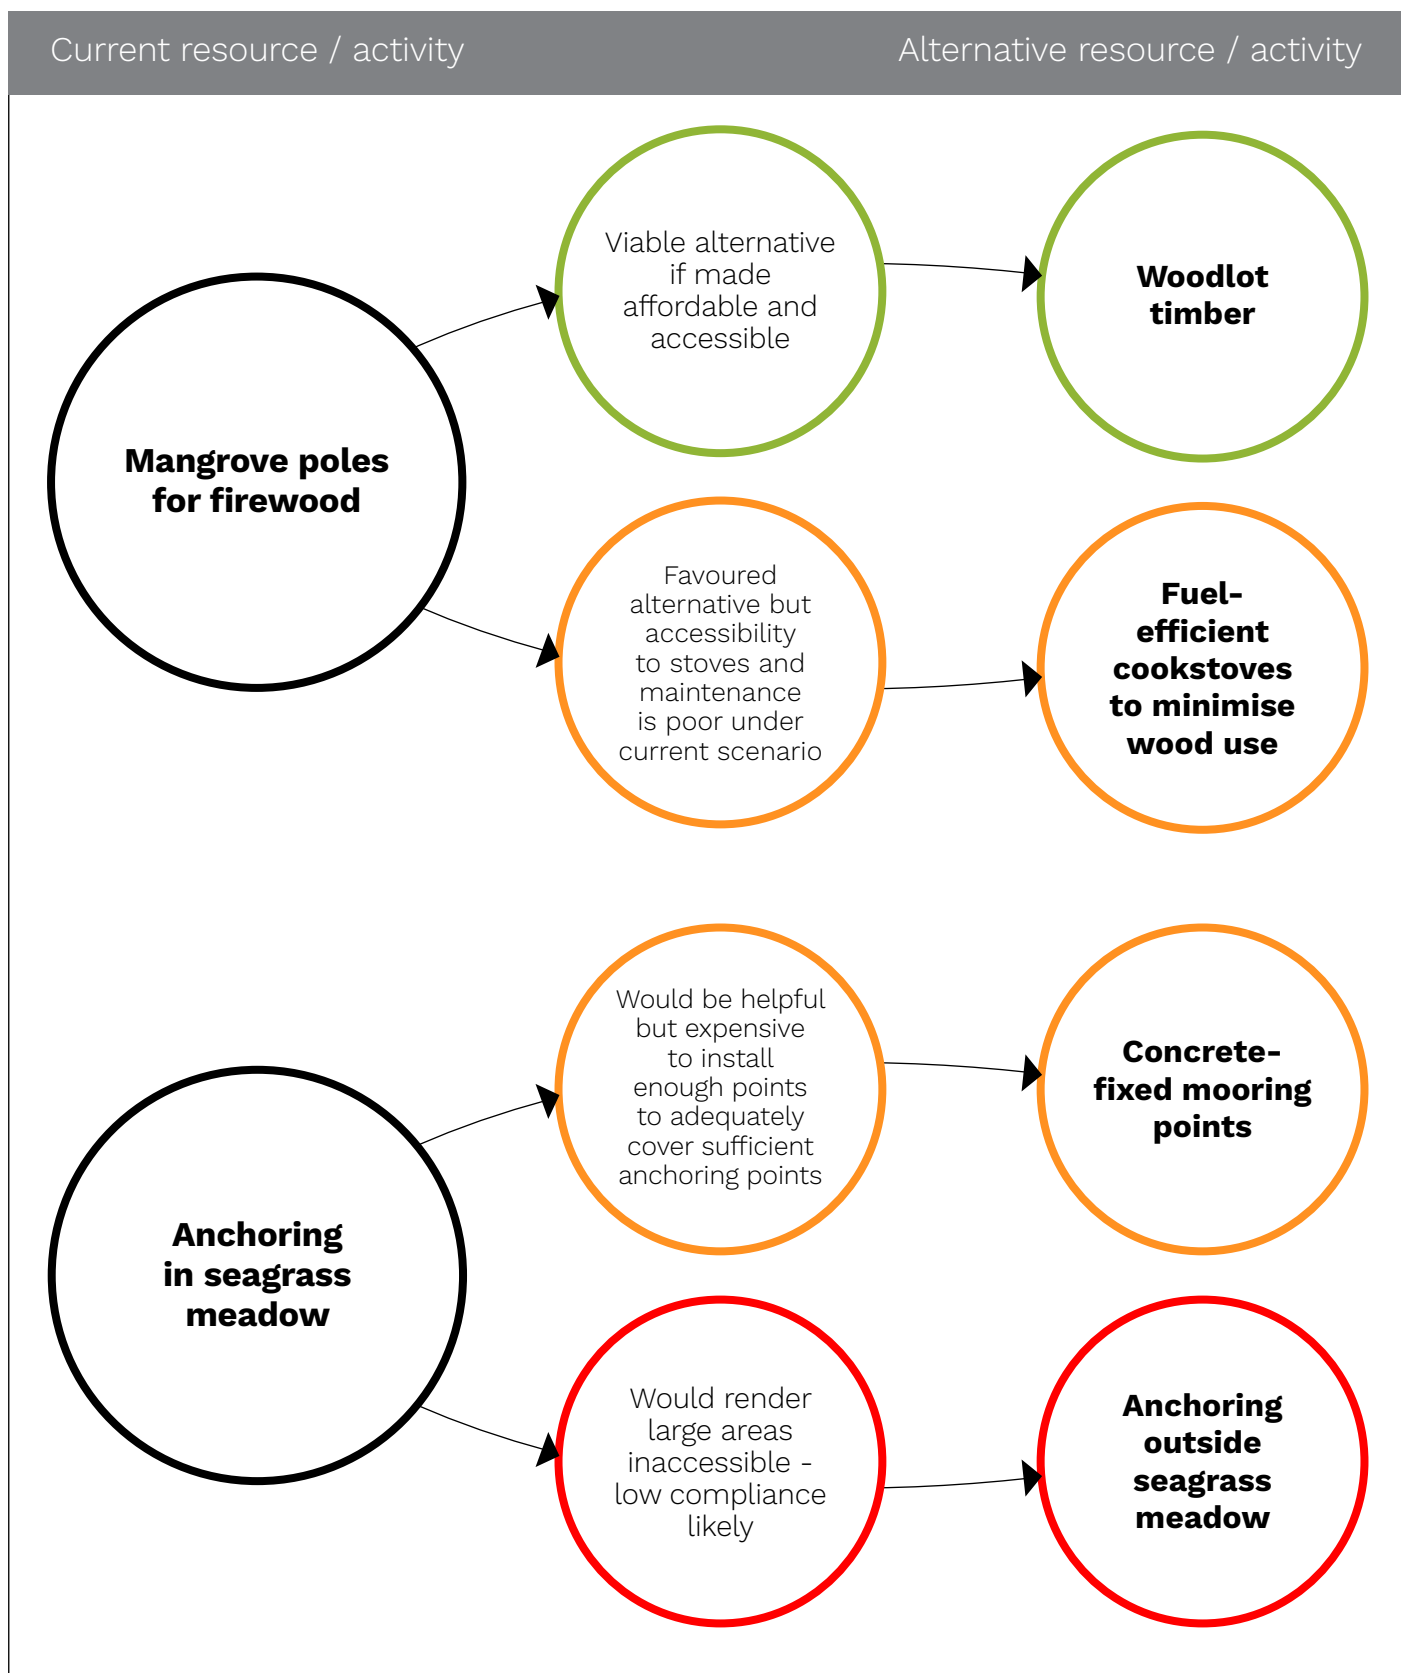 Current resource / activity
Alternative resource / activity
Mangrove poles
for firewood
Viable alternative
if made
affordable and
accessible
Woodlot
timber
Favoured
alternative but
accessibility
to stoves and
maintenance
is poor under
current scenario
Fuel-
efficient
cookstoves
to minimise
wood use
Anchoring
in seagrass
meadow
Would be helpful
but expensive
to install
enough points
to adequately
cover sufficient
anchoring points
Concrete-
fixed mooring
points
Would render
large areas
inaccessible -
low compliance
likely
Anchoring
outside
seagrass
meadow